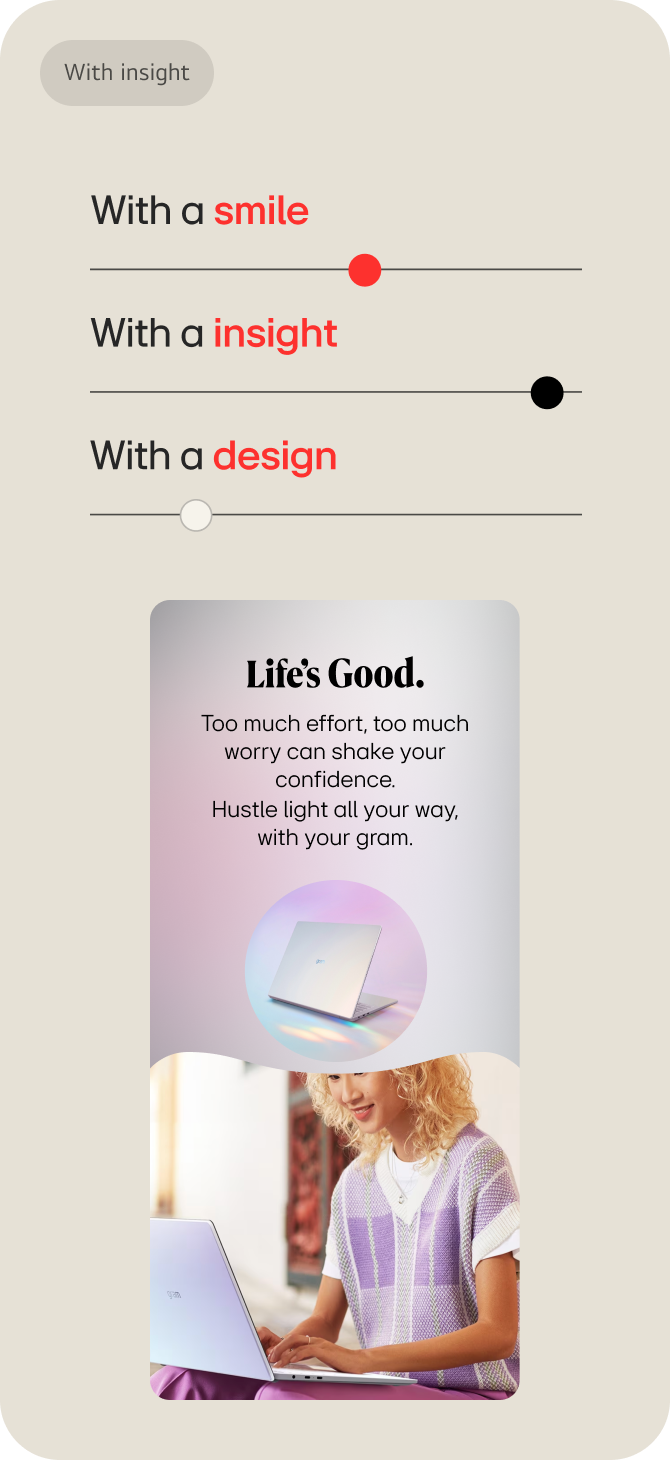 With insight
With a smile
With a insight
With a design
Life's Good.
Too much effort, too much
worry can shake your
confidence.
Hustle light all your way,
with your gram.
gram